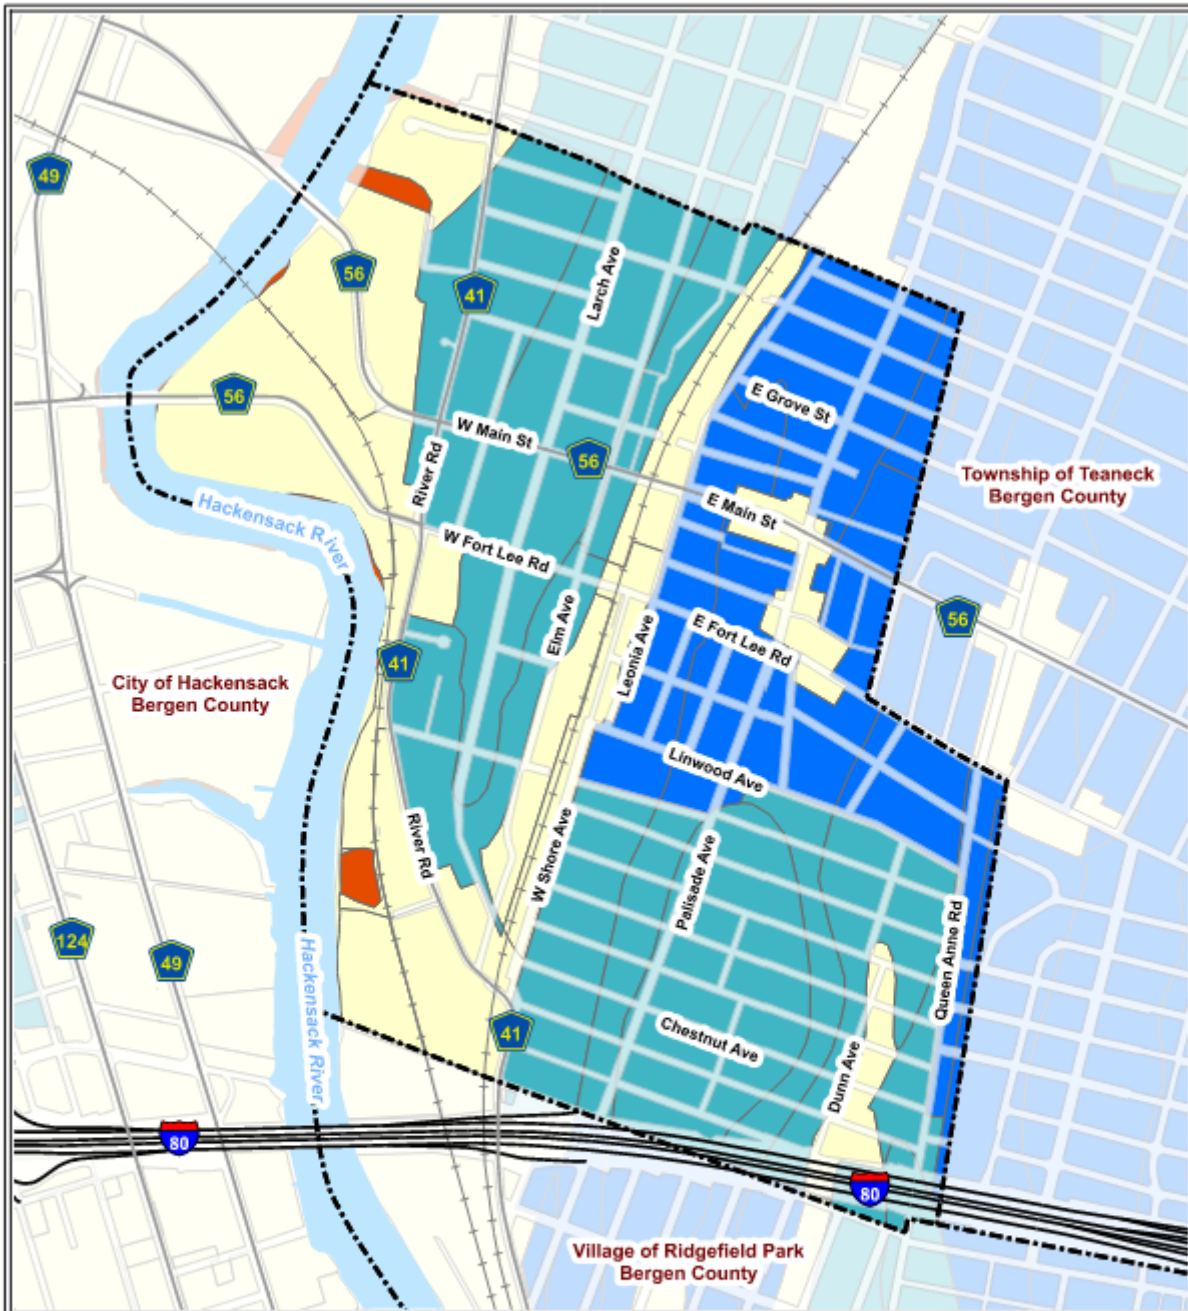 49
56
41
Larch Ave
56
E Grove St
W Main St
56
River Rd
Township of Teaneck
Bergen County
E Main St
Hackensack River
W Fort Lee Rd
56
Elm Ave
E Fort Lee Rd
Leonia Ave
41
City of Hackensack
Bergen County
Linwood Ave
River Rd
W Shore Ave
Palisade Ave
124
49
Queen Anne Rd
Hackensack River
41
Chestnut Ave
Dunn Ave
80
80
Village of Ridgefield Park
Bergen County